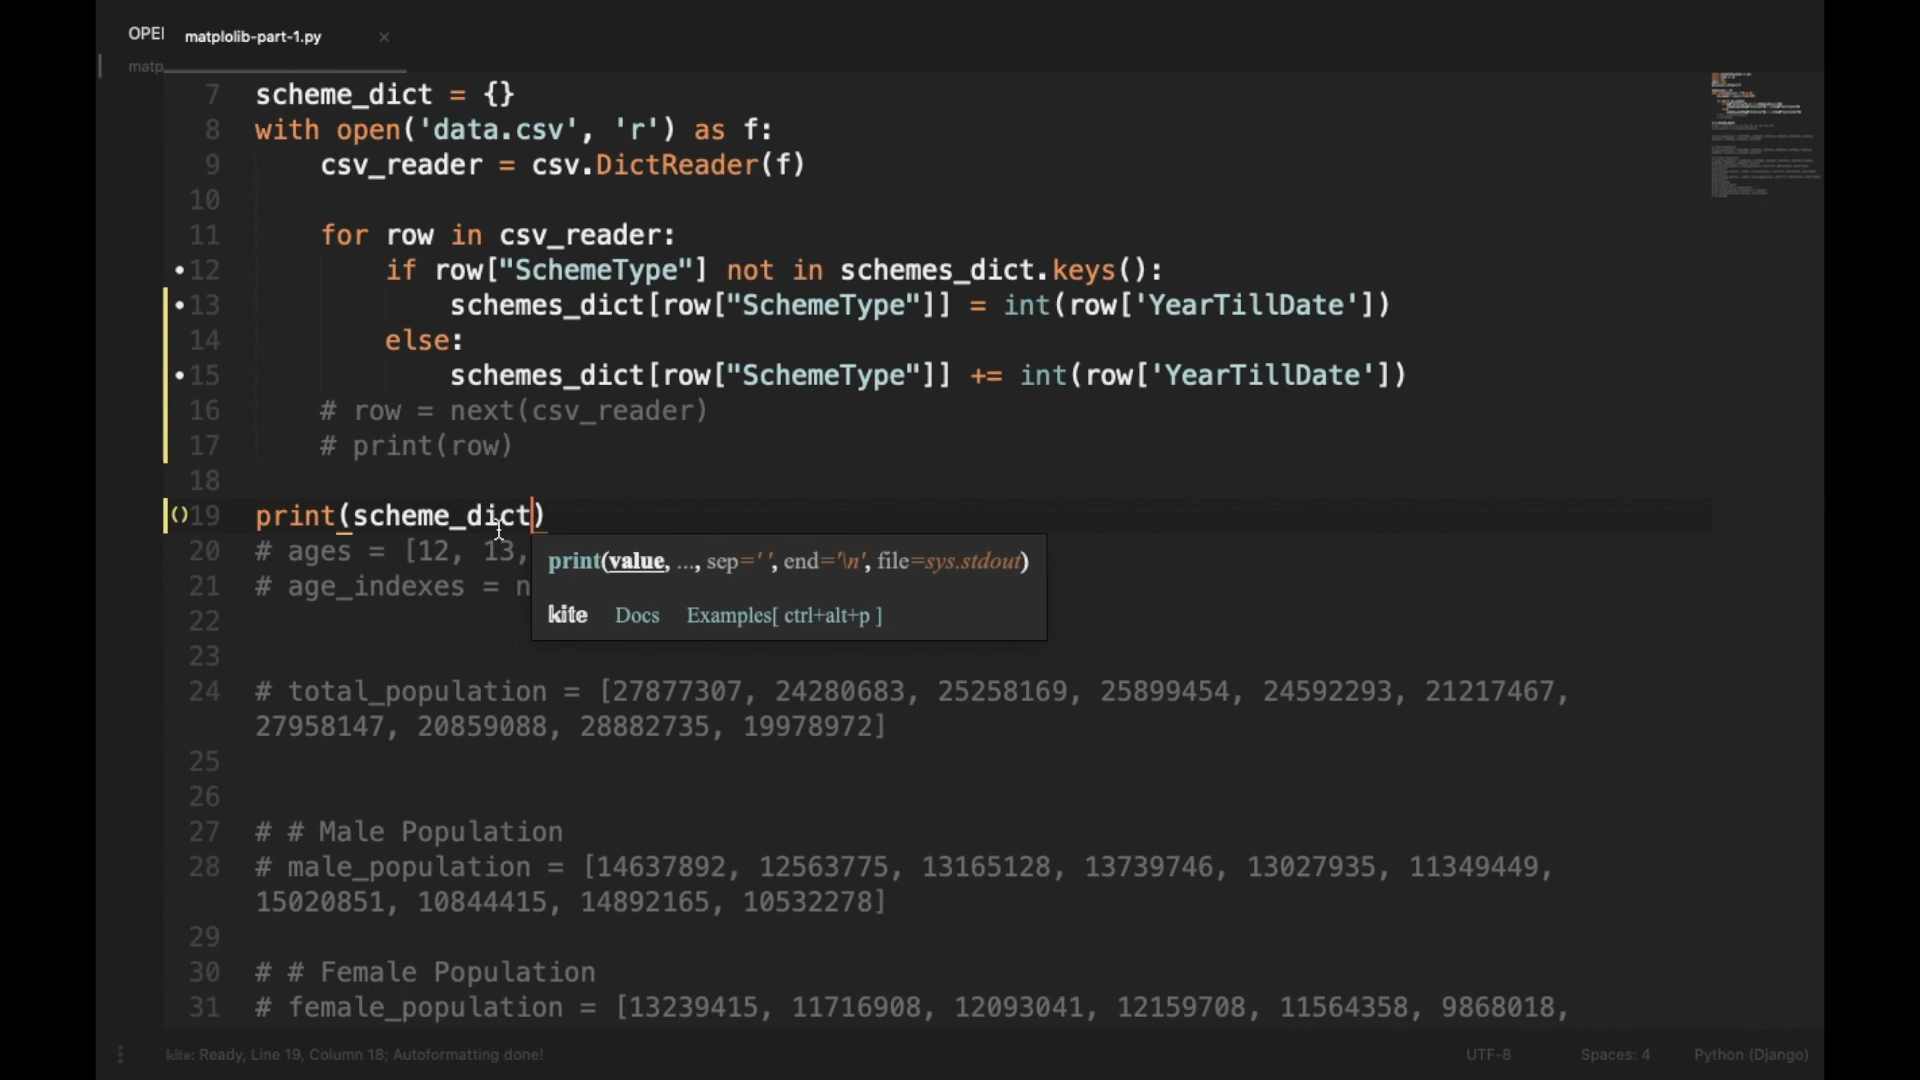 OPEI matplolib-part-1.py ×
matp
7 scheme_dict = {}
8 with open('data.csv', 'r') as f:
9 csv_reader = csv.DictReader(f)
10
11 for row in csv_reader:
12 if row["SchemeType"] not in schemes_dict.keys():
13 schemes_dict[row["SchemeType"]] = int(row['YearTillDate'])
14 else:
15 schemes_dict[row["SchemeType"]] += int(row['YearTillDate'])
16 # row = next(csv_reader)
17 # print(row)
18
19 print(scheme_dict)
20 # ages = [12, 13,
21 # age_indexes = n
print(value, ..., sep=' ', end='\n', file=sys.stdout)
kite Docs Examples[ ctrl+alt+p ]
22
23
24 # total_population = [27877307, 24280683, 25258169, 25899454, 24592293, 21217467,
27958147, 20859088, 28882735, 19978972]
25
26
27 # # Male Population
28 # male_population = [14637892, 12563775, 13165128, 13739746, 13027935, 11349449,
15020851, 10844415, 14892165, 10532278]
29
30 # # Female Population
31 # female_population = [13239415, 11716908, 12093041, 12159708, 11564358, 9868018,
kite: Ready, Line 19, Column 18; Autoformatting done! UTF-8 Spaces: 4 Python (Django)